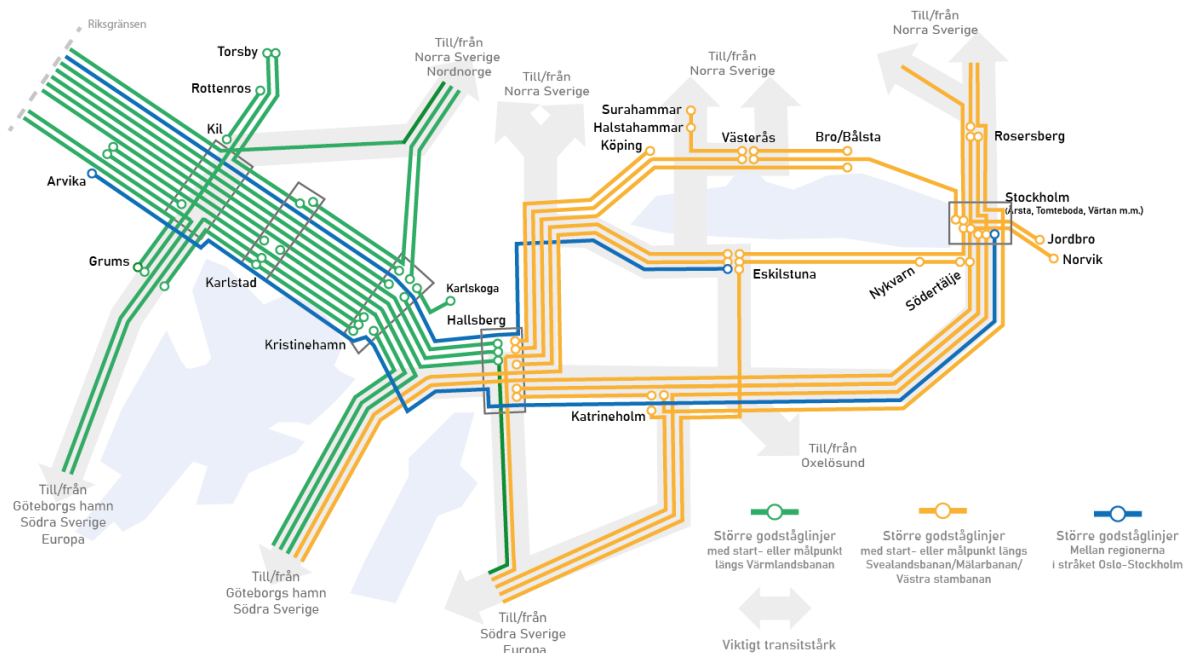 Riksgränsen
Torsby
Rottenros
Kil
Arvika
Grums
Karlstad
Kristinehamn
Karlskoga
Hallsberg
Till/från
Norra Sverige
Nordnorge
Till/från
Norra Sverige
Till/från
Norra Sverige
Till/från
Norra Sverige
Surahammar
Halstahammar
Köping
Västerås
Bro/Bålsta
Rosersberg
Stockholm
(Årsta, Tomteboda, Värtan m.m.)
Jordbro
Norvik
Eskilstuna
Nykvarn
Södertälje
Katrineholm
Till/från
Oxelösund
Till/från
Göteborgs hamn
Södra Sverige
Europa
Till/från
Göteborgs hamn
Södra Sverige
Till/från
Södra Sverige
Europa
Större godståglinjer
med start- eller målpunkt
längs Värmlandsbanan
Större godståglinjer
med start- eller målpunkt längs
Svealandsbanan/Mälarbanan/
Västra stambanan
Större godståglinjer
Mellan regionerna
i stråket Oslo-Stockholm
Viktigt transitstårk